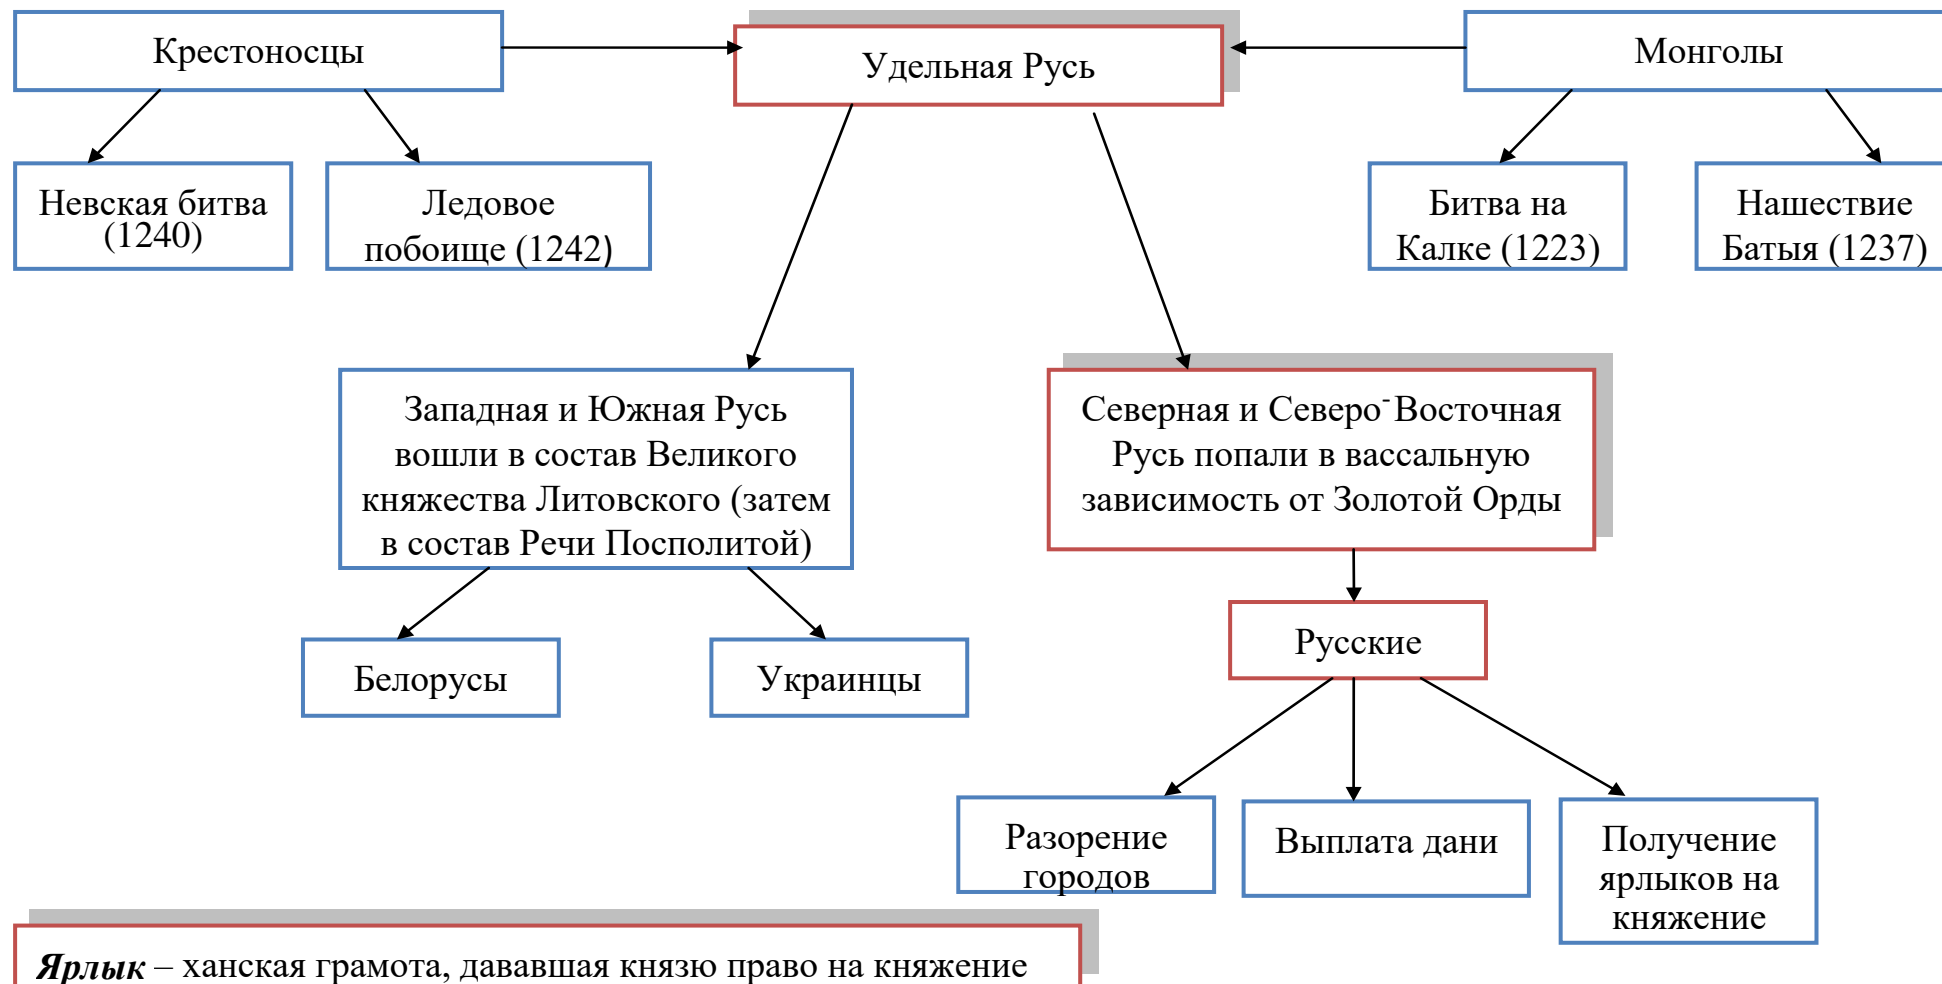 Крестоносцы
Удельная Русь
Монголы
Невская битва
(1240)
Ледовое
побоище (1242)
Битва на
Калке (1223)
Нашествие
Батыя (1237)
Западная и Южная Русь
вошли в состав Великого
княжества Литовского (затем
в состав Речи Посполитой)
Северная и Северо-Восточная
Русь попали в вассальную
зависимость от Золотой Орды
Белорусы
Украинцы
Русские
Разорение
городов
Выплата дани
Получение
ярлыков на
княжение
Ярлык – ханская грамота, дававшая князю право на княжение